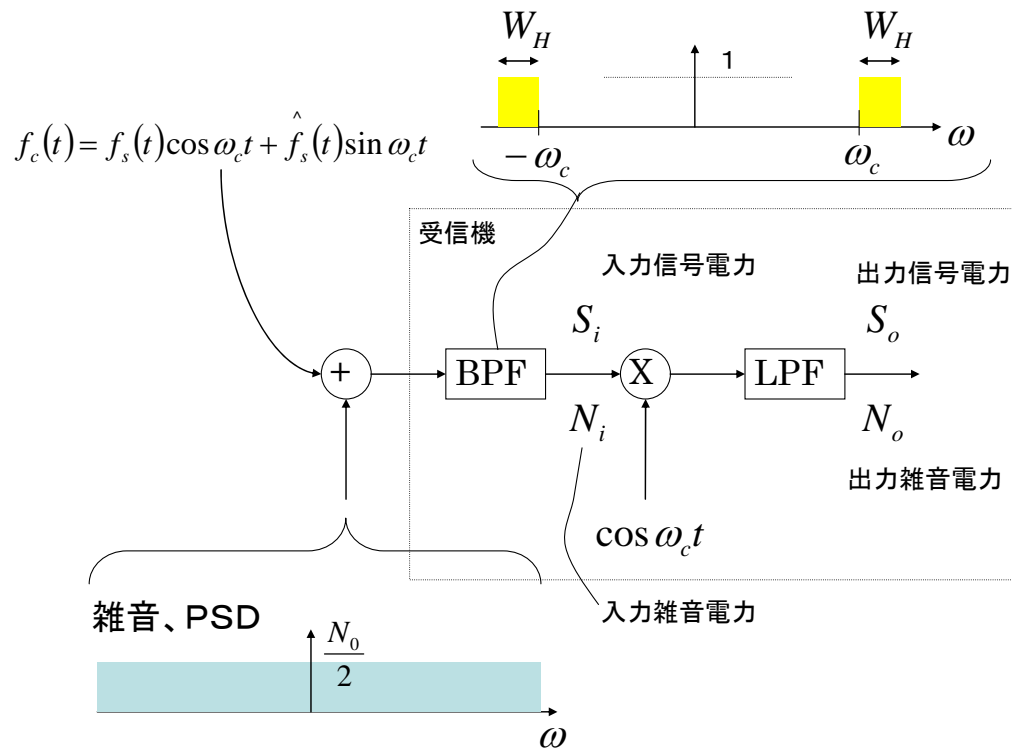 W_H
W_H
1
f_c(t) = f_s(t)cos ω_c t + \hat{f}_s(t)sin ω_c t
−ω_c
ω_c
ω
受信機
入力信号電力
出力信号電力
S_i
S_o
+
BPF
X
LPF
N_i
N_o
出力雑音電力
cos ω_c t
雑音、PSD
入力雑音電力
N_0/2
ω